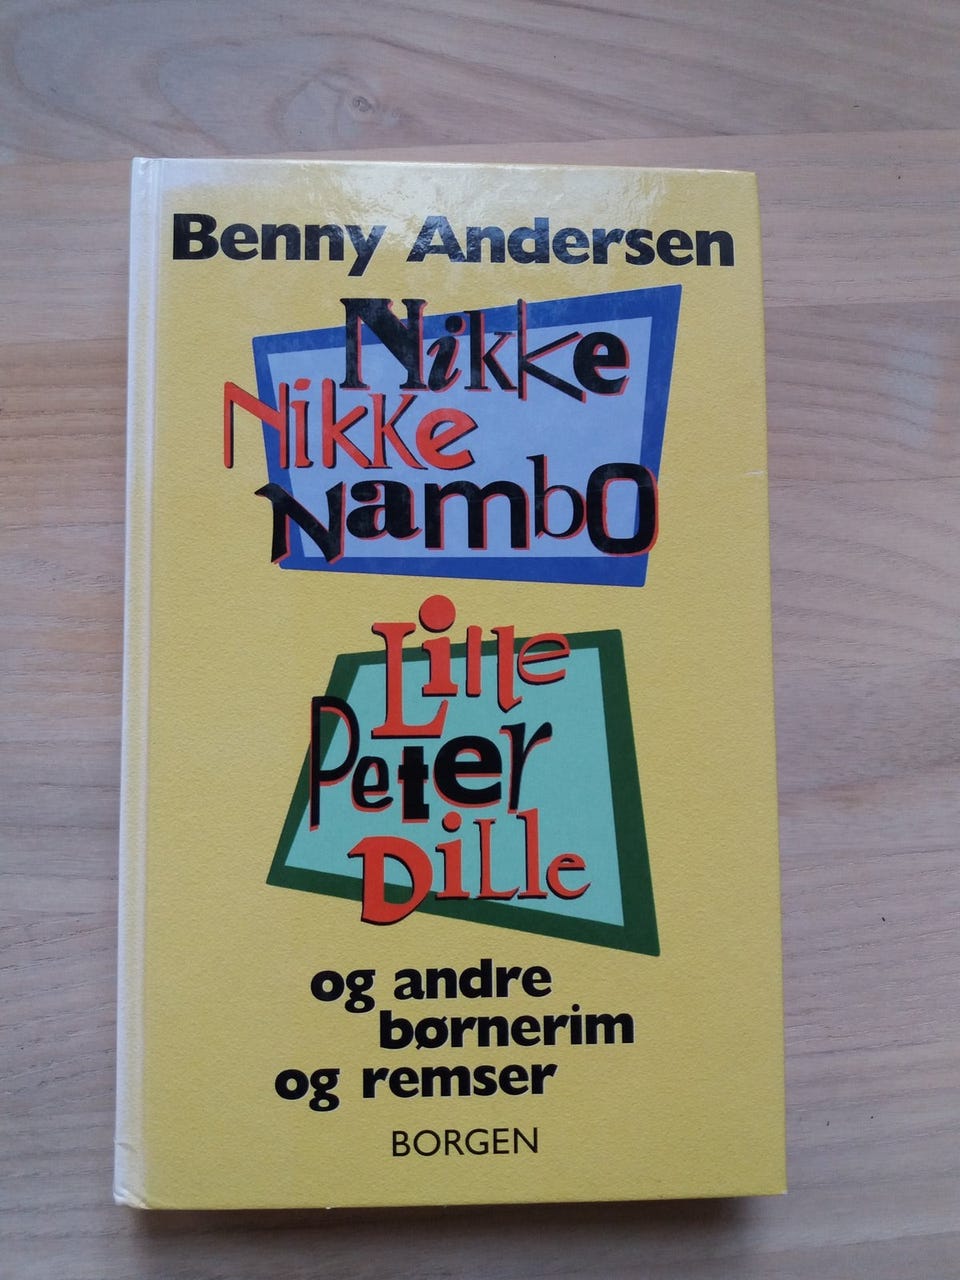 Benny Andersen
Nikke
Nikke
Nambo
Lille
Peter
Dille
og andre
børnerim
og remser
BORGEN